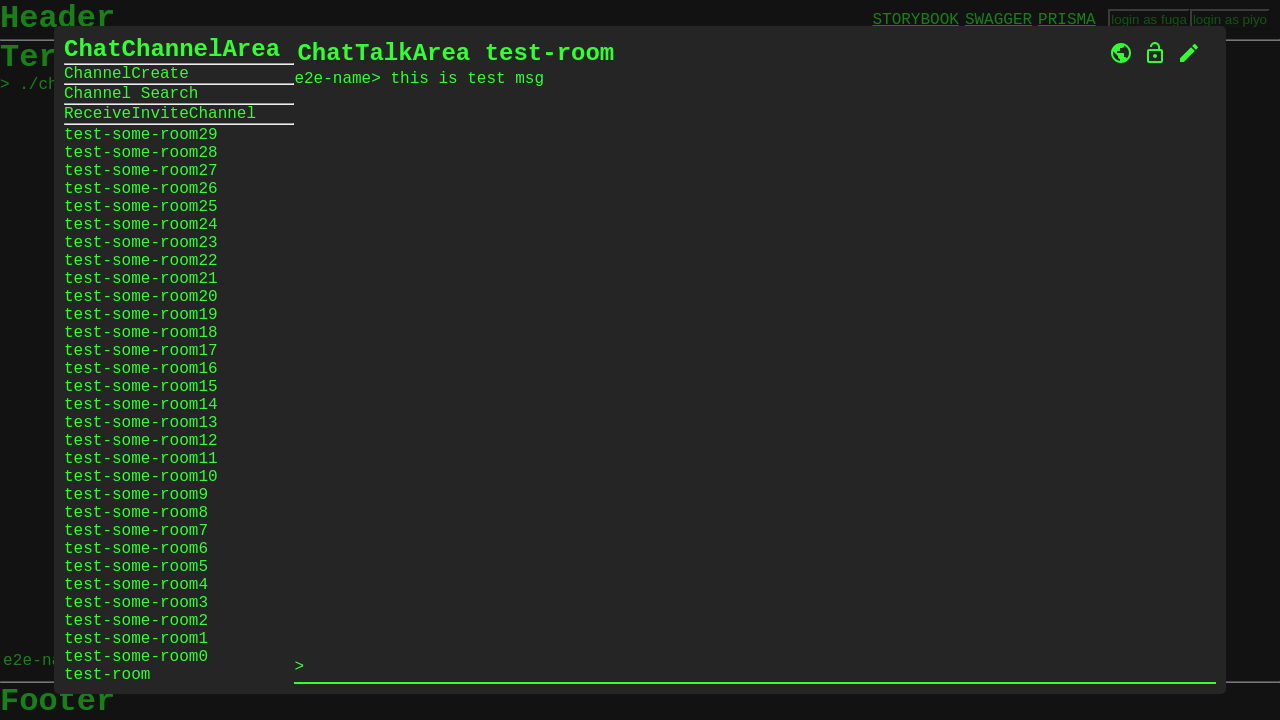 Header
STORYBOOK SWAGGER PRISMA login as fuga login as piyo
Ter
> ./ch
ChatChannelArea
ChannelCreate
Channel Search
ReceiveInviteChannel
test-some-room29
test-some-room28
test-some-room27
test-some-room26
test-some-room25
test-some-room24
test-some-room23
test-some-room22
test-some-room21
test-some-room20
test-some-room19
test-some-room18
test-some-room17
test-some-room16
test-some-room15
test-some-room14
test-some-room13
test-some-room12
test-some-room11
test-some-room10
test-some-room9
test-some-room8
test-some-room7
test-some-room6
test-some-room5
test-some-room4
test-some-room3
test-some-room2
test-some-room1
test-some-room0
test-room
ChatTalkArea test-room
e2e-name> this is test msg
>
e2e-na
Footer